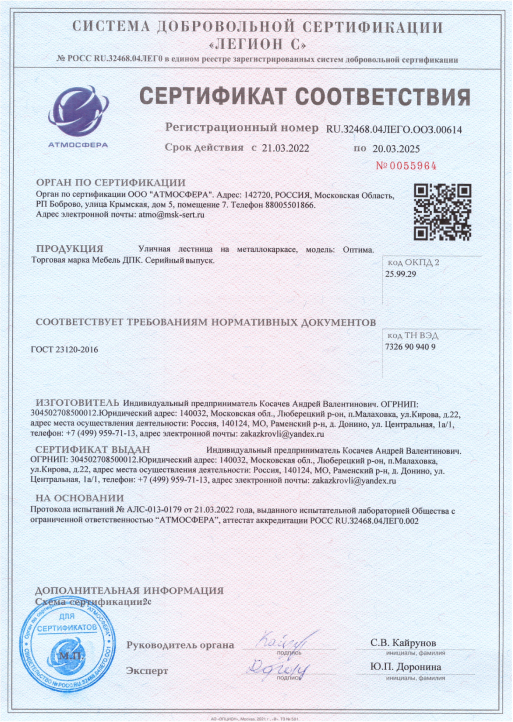 СИСТЕМА ДОБРОВОЛЬНОЙ СЕРТИФИКАЦИИ
«ЛЕГИОН С»
№ РОСС RU.32468.04ЛЕГ0 в едином реестре зарегистрированных систем добровольной сертификации
СЕРТИФИКАТ СООТВЕТСТВИЯ
АТМОСФЕРА
Регистрационный номер RU.32468.04ЛЕГО.ОО3.00614
Срок действия с 21.03.2022 по 20.03.2025
№0055964
ОРГАН ПО СЕРТИФИКАЦИИ
Орган по сертификации ООО "АТМОСФЕРА". Адрес: 142720, РОССИЯ, Московская Область,
РП Боброво, улица Крымская, дом 5, помещение 7. Телефон 88005501866.
Адрес электронной почты: atmo@msk-sert.ru
ПРОДУКЦИЯ Уличная лестница на металлокаркасе, модель: Оптима.
Торговая марка Мебель ДПК. Серийный выпуск.
код ОКПД 2
25.99.29
СООТВЕТСТВУЕТ ТРЕБОВАНИЯМ НОРМАТИВНЫХ ДОКУМЕНТОВ
код ТН ВЭД
7326 90 940 9
ГОСТ 23120-2016
ИЗГОТОВИТЕЛЬ Индивидуальный предприниматель Косачев Андрей Валентинович. ОГРНИП:
304502708500012.Юридический адрес: 140032, Московская обл., Люберецкий р-он, п.Малаховка, ул.Кирова, д.22,
адрес места осуществления деятельности: Россия, 140124, МО, Раменский р-н, д. Донино, ул. Центральная, 1а/1,
телефон: +7 (499) 959-71-13, адрес электронной почты: zakazkrovli@yandex.ru
СЕРТИФИКАТ ВЫДАН Индивидуальный предприниматель Косачев Андрей Валентинович.
ОГРНИП: 304502708500012.Юридический адрес: 140032, Московская обл., Люберецкий р-он, п.Малаховка,
ул.Кирова, д.22, адрес места осуществления деятельности: Россия, 140124, МО, Раменский р-н, д. Донино, ул.
Центральная, 1а/1, телефон: +7 (499) 959-71-13, адрес электронной почты: zakazkrovli@yandex.ru
НА ОСНОВАНИИ
Протокола испытаний № АЛС-013-0179 от 21.03.2022 года, выданного испытательной лабораторией Общества с
ограниченной ответственностью "АТМОСФЕРА", аттестат аккредитации РОСС RU.32468.04ЛЕГ0.002
ДОПОЛНИТЕЛЬНАЯ ИНФОРМАЦИЯ
Схема сертификации2с
ДЛЯ
СЕРТИФИКАТОВ
М.П.
Руководитель органа
подпись
С.В. Кайрунов
инициалы, фамилия
Эксперт
подпись
Ю.П. Доронина
инициалы, фамилия